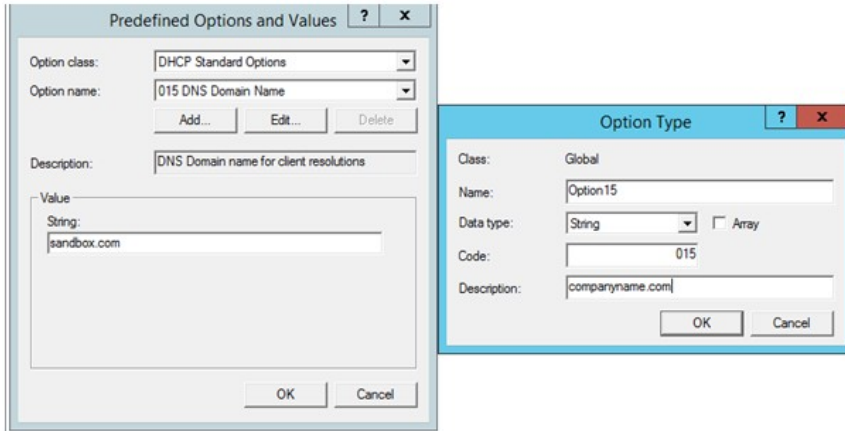 Predefined Options and Values ? x
Option class: DHCP Standard Options
Option name: 015 DNS Domain Name
Add... Edit... Delete
Description: DNS Domain name for client resolutions
Value
String:
sandbox.com
OK Cancel
Option Type ? x
Class: Global
Name: Option15
Data type: String Array
Code: 015
Description: companyname.com
OK Cancel